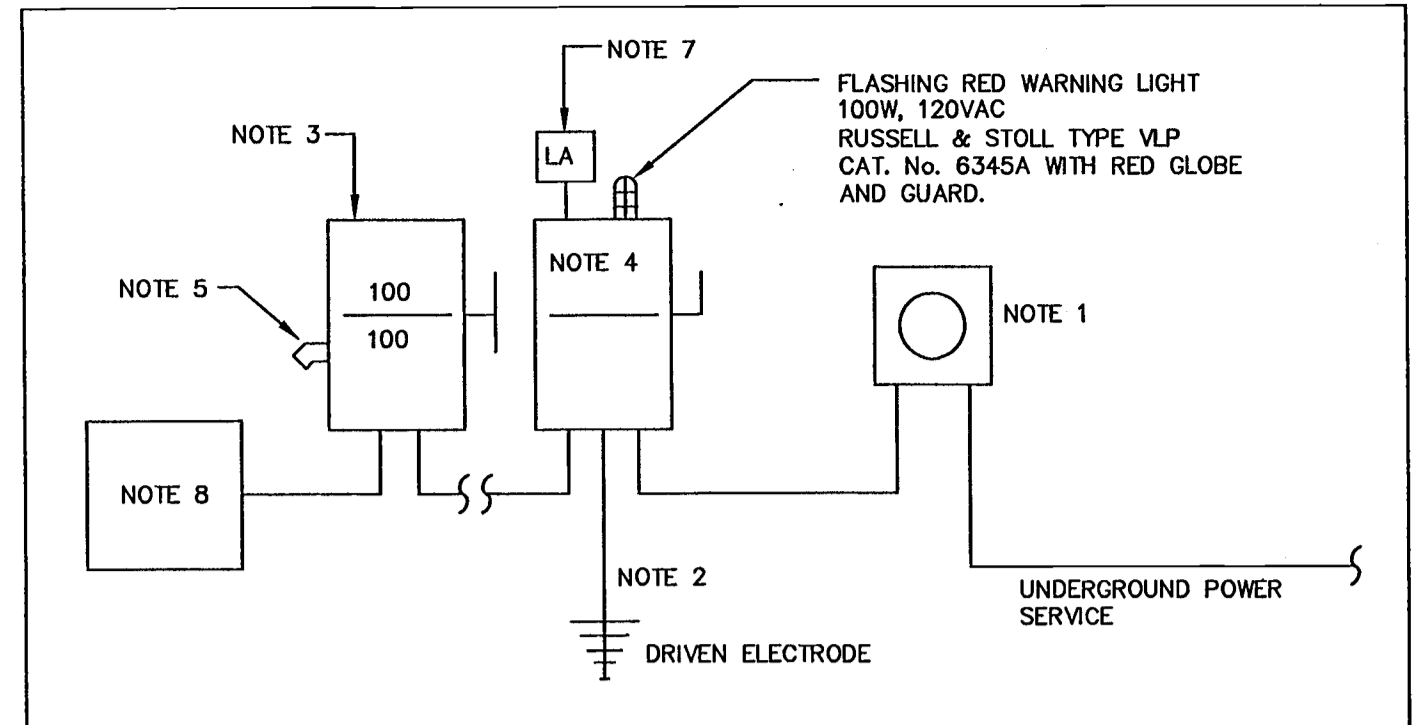 NOTE 7
FLASHING RED WARNING LIGHT
100W, 120VAC
RUSSELL & STOLL TYPE VLP
CAT. No. 6345A WITH RED GLOBE
AND GUARD.
NOTE 3
LA
NOTE 4
NOTE 5
100
100
NOTE 1
NOTE 8
NOTE 2
UNDERGROUND POWER
SERVICE
DRIVEN ELECTRODE